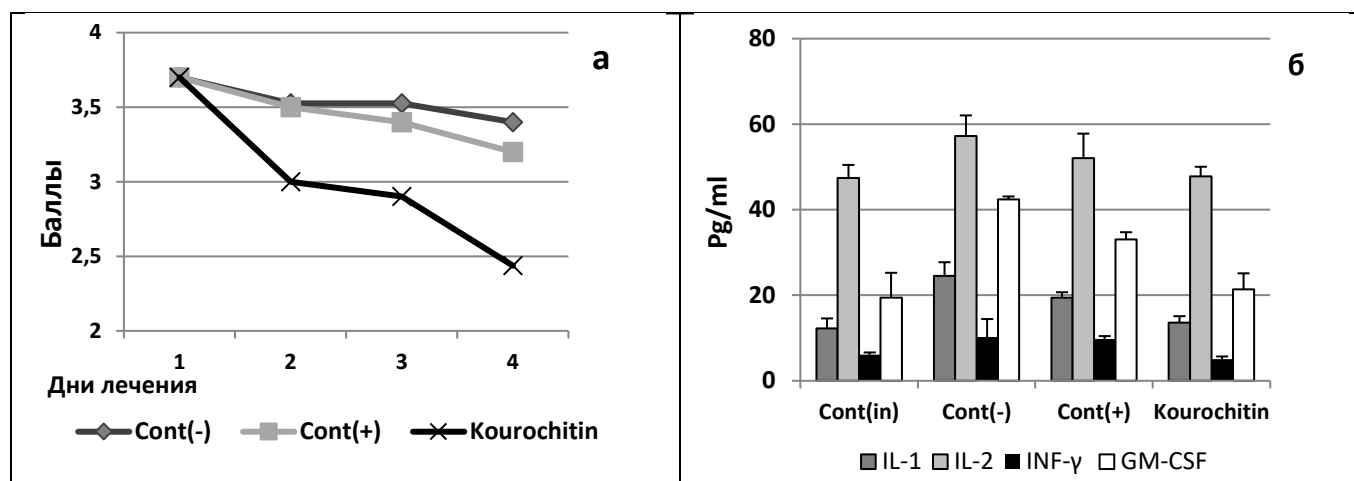 а
4
3,5
3
2,5
2
Баллы
1 2 3 4
Дни лечения
Cont(-) Cont(+) Kourochitin
б
80
60
40
20
0
Pg/ml
Cont(in) Cont(-) Cont(+) Kourochitin
IL-1 IL-2 INF-γ GM-CSF